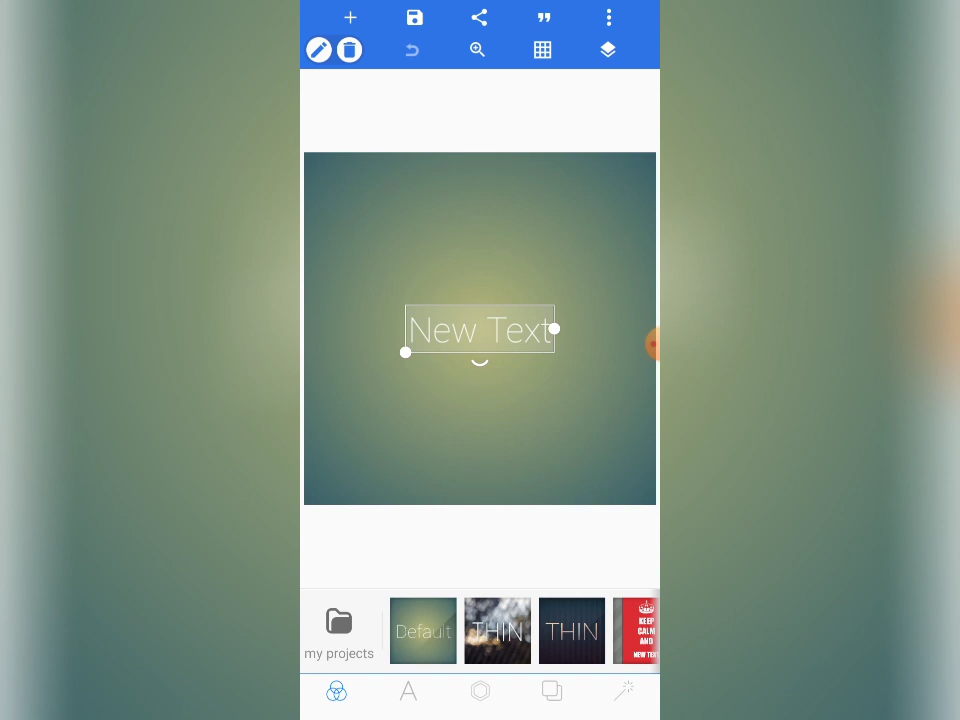 New Text
my projects
Default
THIN
THIN
KEEP
CALM
AND
NEW TEXT